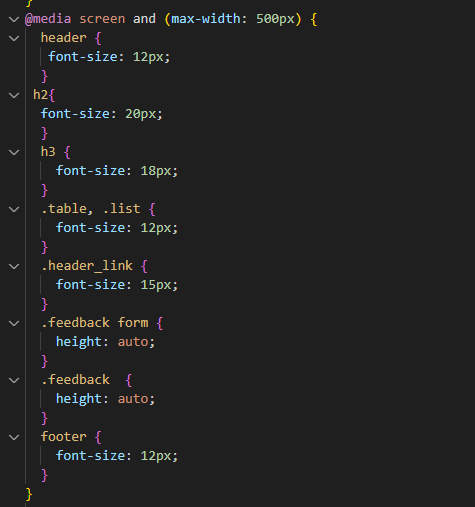 }
@media screen and (max-width: 500px) {
header {
font-size: 12px;
}
h2{
font-size: 20px;
}
h3 {
font-size: 18px;
}
.table, .list {
font-size: 12px;
}
.header_link {
font-size: 15px;
}
.feedback form {
height: auto;
}
.feedback  {
height: auto;
}
footer {
font-size: 12px;
}
}